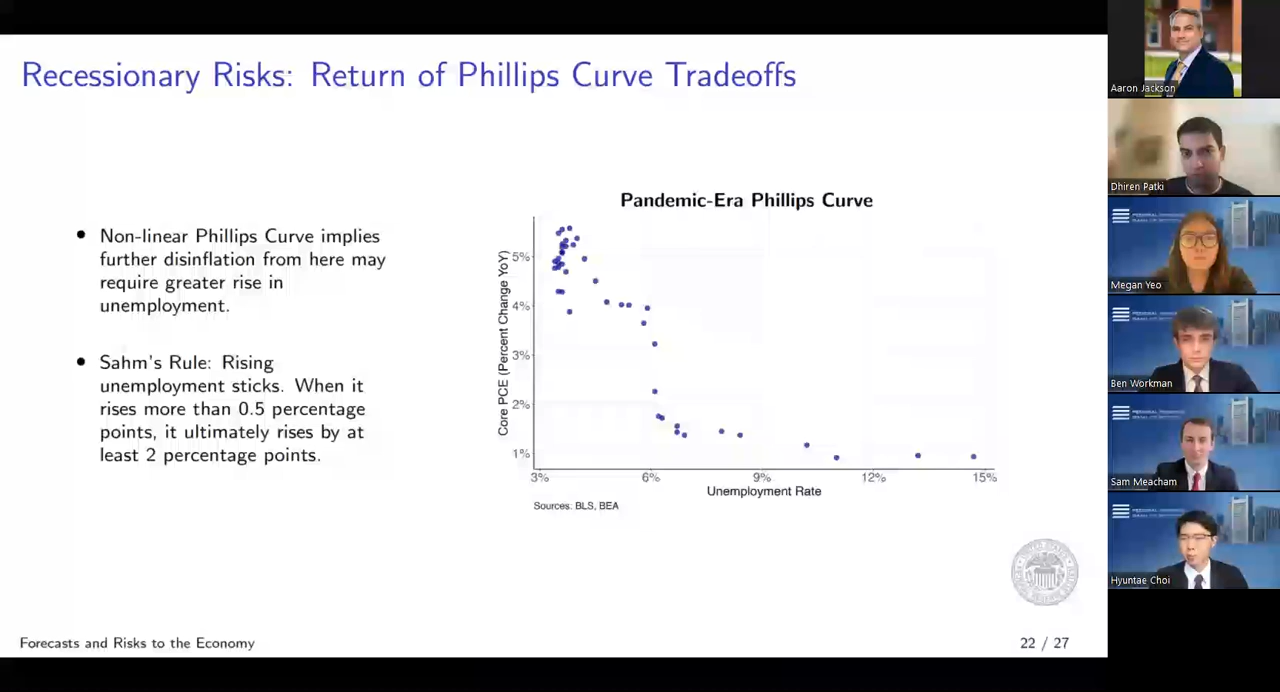 Recessionary Risks: Return of Phillips Curve Tradeoffs
Non-linear Phillips Curve implies
further disinflation from here may
require greater rise in
unemployment.
Sahm's Rule: Rising
unemployment sticks. When it
rises more than 0.5 percentage
points, it ultimately rises by at
least 2 percentage points.
Pandemic-Era Phillips Curve
Core PCE (Percent Change YoY)
5%
4%
3%
2%
1%
3% 6% 9% 12% 15%
Unemployment Rate
Sources: BLS, BEA
Forecasts and Risks to the Economy
22 / 27
Aaron Jackson
Dhiren Patki
Megan Yeo
Ben Workman
Sam Meacham
Hyuntae Choi